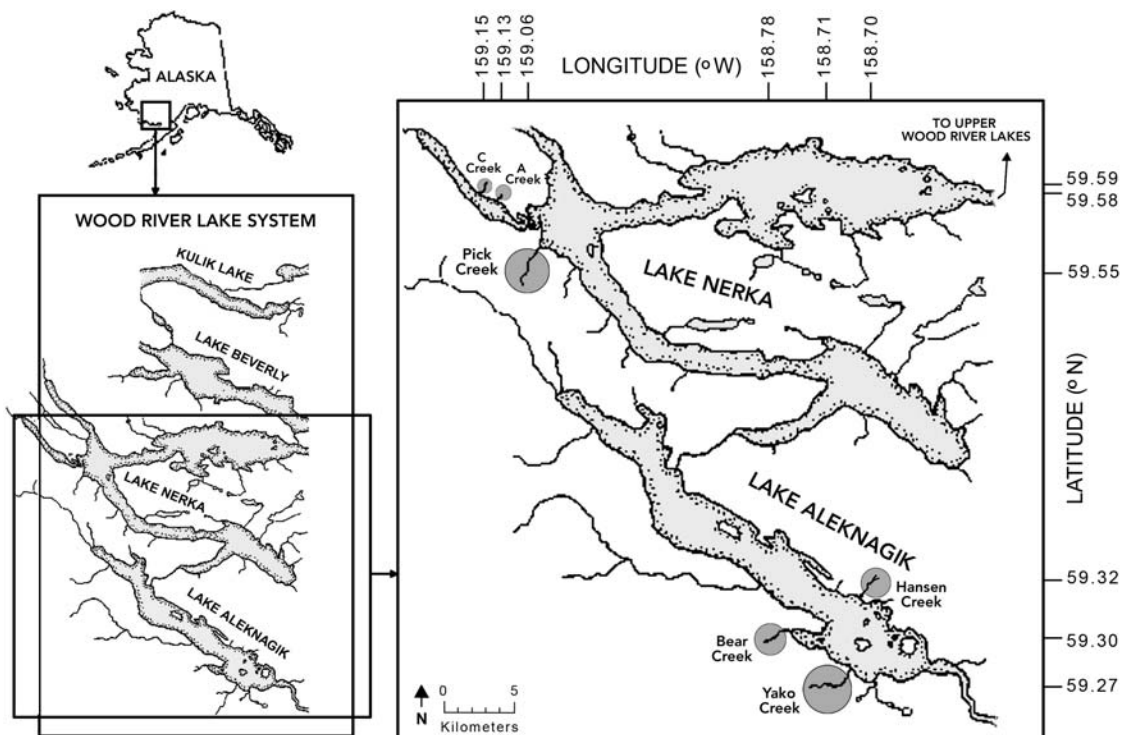 ALASKA
WOOD RIVER LAKE SYSTEM
KULIK LAKE
LAKE BEVERLY
LAKE NERKA
LAKE ALEKNAGIK
LONGITUDE (° W)
159.15
159.13
159.06
158.78
158.71
158.70
TO UPPER
WOOD RIVER LAKES
C
Creek
A
Creek
Pick
Creek
LAKE NERKA
LAKE ALEKNAGIK
Hansen
Creek
Bear
Creek
Yako
Creek
N
0 5
Kilometers
LATITUDE (° N)
59.59
59.58
59.55
59.32
59.30
59.27